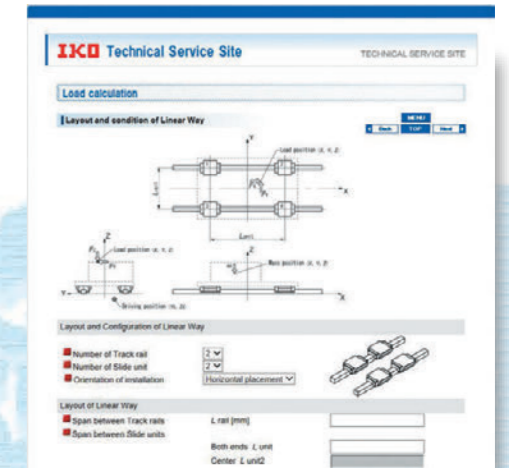 IKO Technical Service Site
TECHNICAL SERVICE SITE
Load calculation
Layout and condition of Linear Way
MENU
Back TOP Next
Y
Load position (X, Y, Z)
X
Z
Load position (X, Y, Z)
Z
Mass position (X, Y, Z)
Y
X
Driving position (Y, Z)
Layout and Configuration of Linear Way
Number of Track rail 2
Number of Slide unit 2
Orientation of installation Horizontal placement
Layout of Linear Way
Span between Track rails L rail [mm]
Span between Slide units
Both ends L unit
Center L unit2